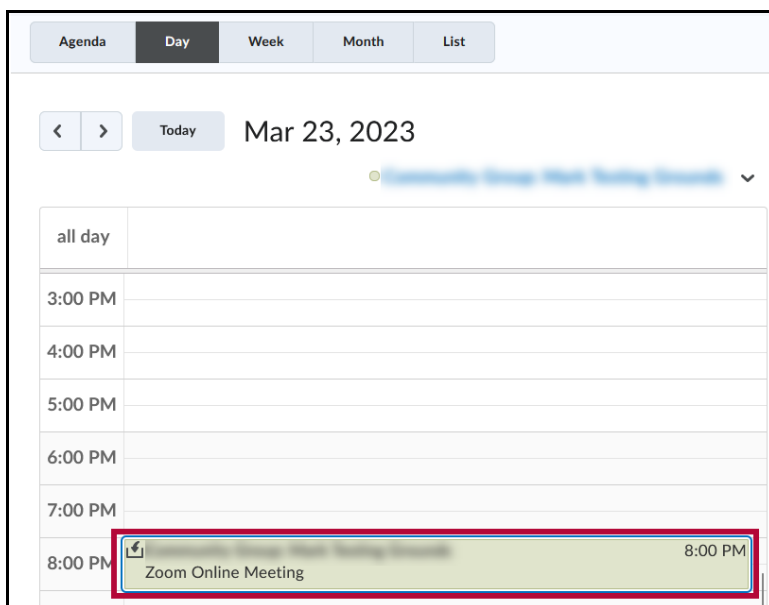 Agenda Day Week Month List
Today Mar 23, 2023
all day
3:00 PM
4:00 PM
5:00 PM
6:00 PM
7:00 PM
8:00 PM
8:00 PM
Zoom Online Meeting